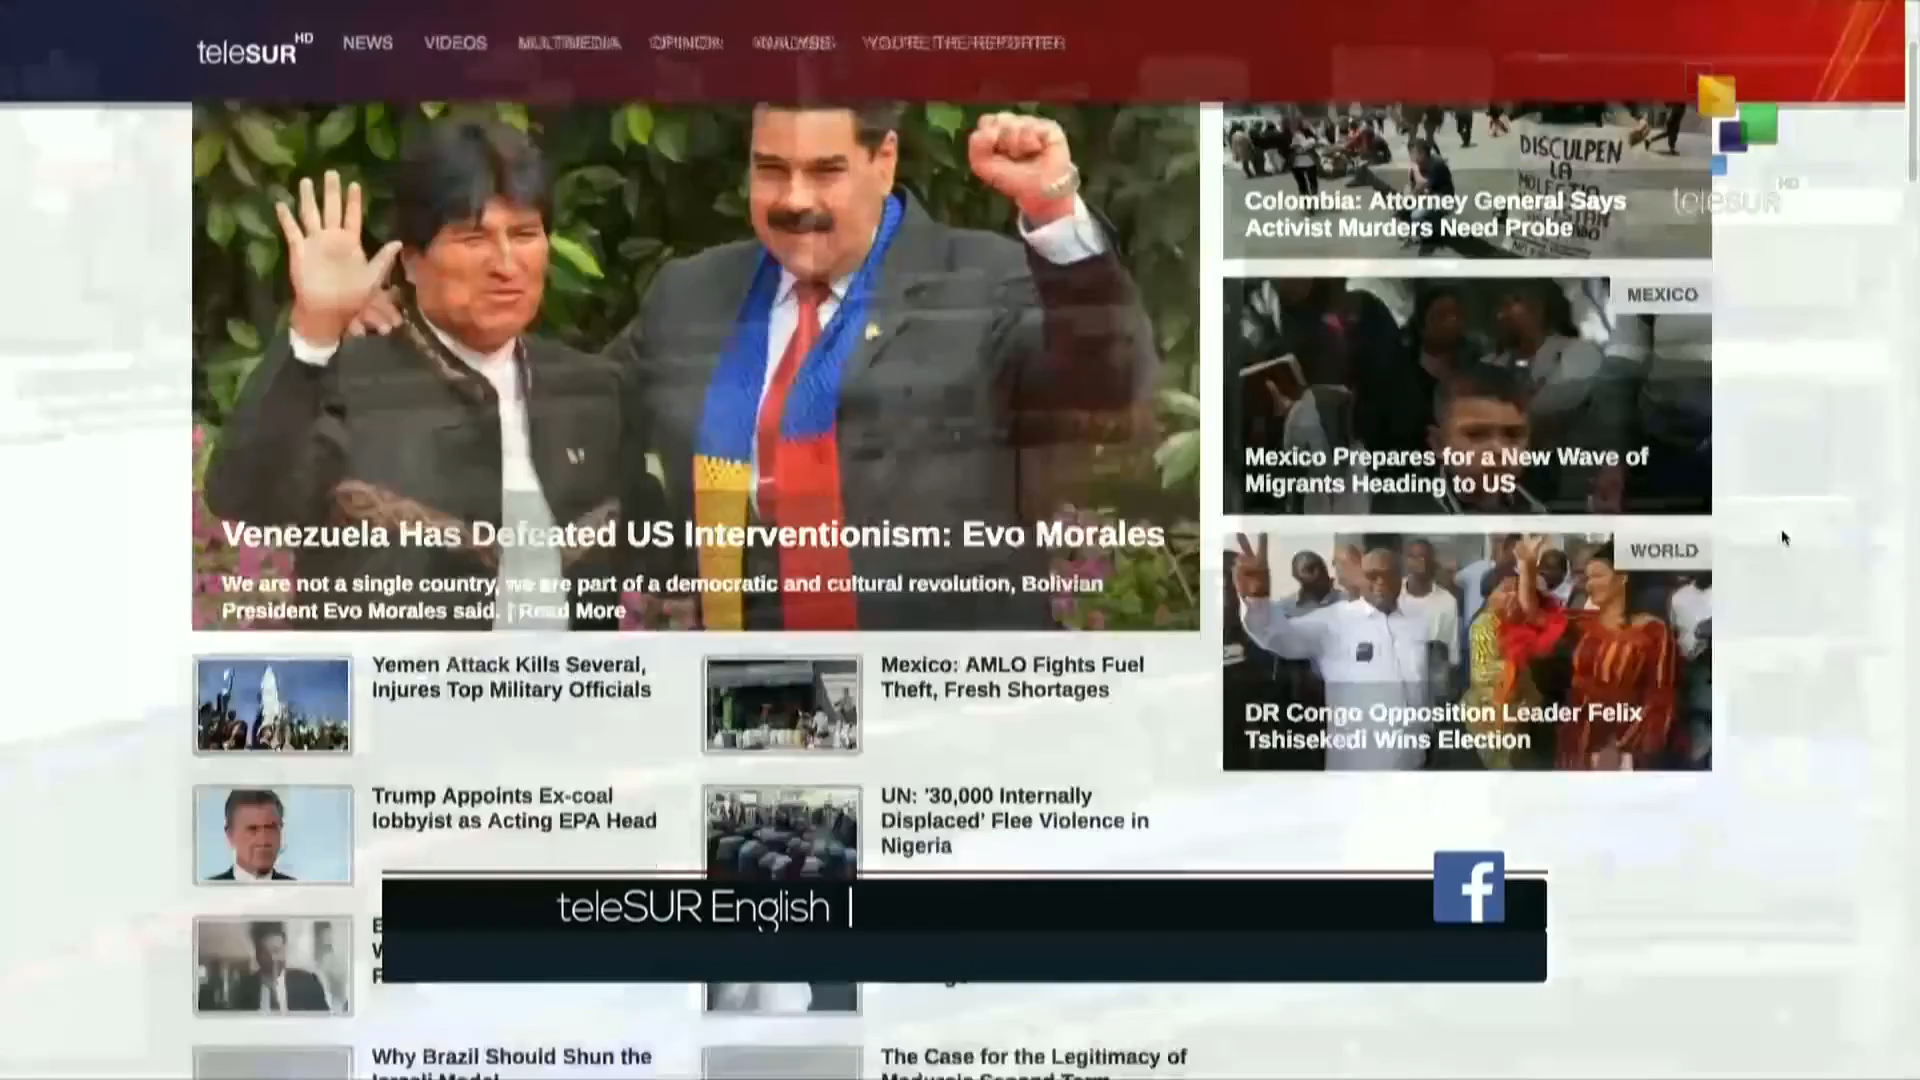 teleSURHD
NEWS VIDEOS MULTIMEDIA OPINION ANALYSIS YOU'RE THE REPORTER
DISCULPEN
LA
Colombia: Attorney General Says
Activist Murders Need Probe
teleSURHD
MEXICO
Mexico Prepares for a New Wave of
Migrants Heading to US
Venezuela Has Defeated US Interventionism: Evo Morales
We are not a single country, we are part of a democratic and cultural revolution, Bolivian
President Evo Morales said. | Read More
WORLD
DR Congo Opposition Leader Felix
Tshisekedi Wins Election
Yemen Attack Kills Several,
Injures Top Military Officials
Mexico: AMLO Fights Fuel
Theft, Fresh Shortages
Trump Appoints Ex-coal
lobbyist as Acting EPA Head
UN: '30,000 Internally
Displaced' Flee Violence in
Nigeria
teleSUR English |
f
Why Brazil Should Shun the
The Case for the Legitimacy of